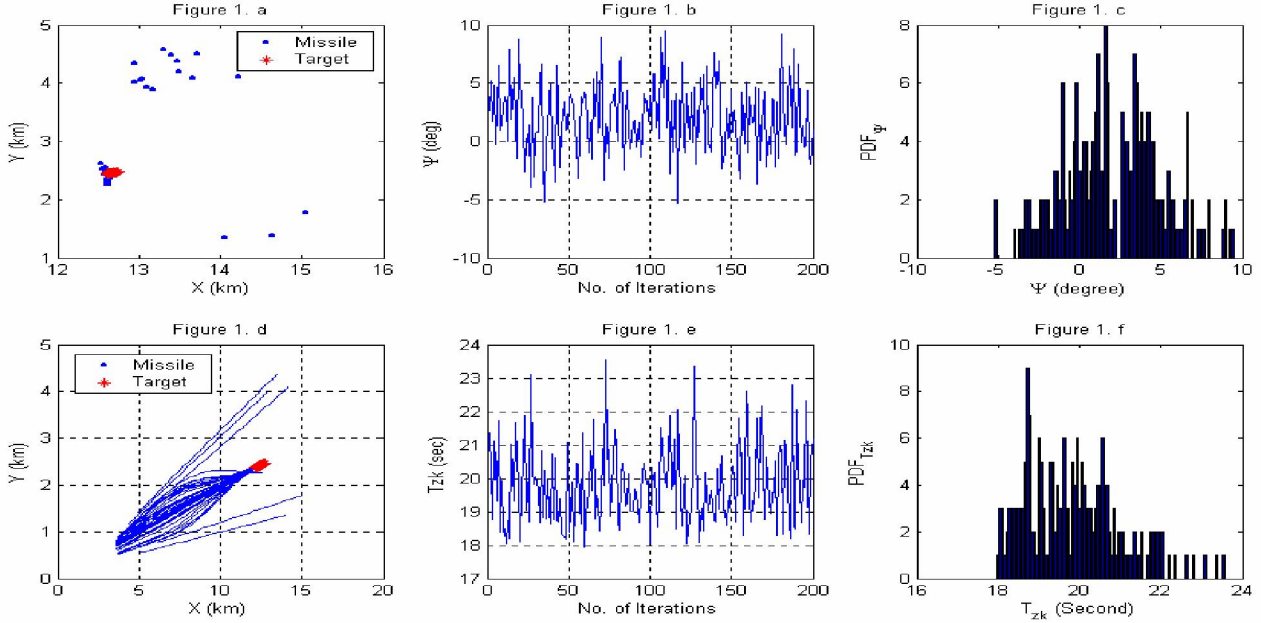 Figure 1. a
5
4
3
2
1
12
13
14
15
16
Y (km)
X (km)
Missile
Target
Figure 1. b
10
5
0
-5
-10
0
50
100
150
200
Ψ (deg)
No. of Iterations
Figure 1. c
8
6
4
2
0
-10
-5
0
5
10
PDFΨ
Ψ (degree)
Figure 1. d
5
4
3
2
1
0
0
5
10
15
20
Y (km)
X (km)
Missile
Target
Figure 1. e
24
23
22
21
20
19
18
17
0
50
100
150
200
Tzk (sec)
No. of Iterations
Figure 1. f
10
8
6
4
2
0
16
18
20
22
24
PDFTzk
Tzk (Second)